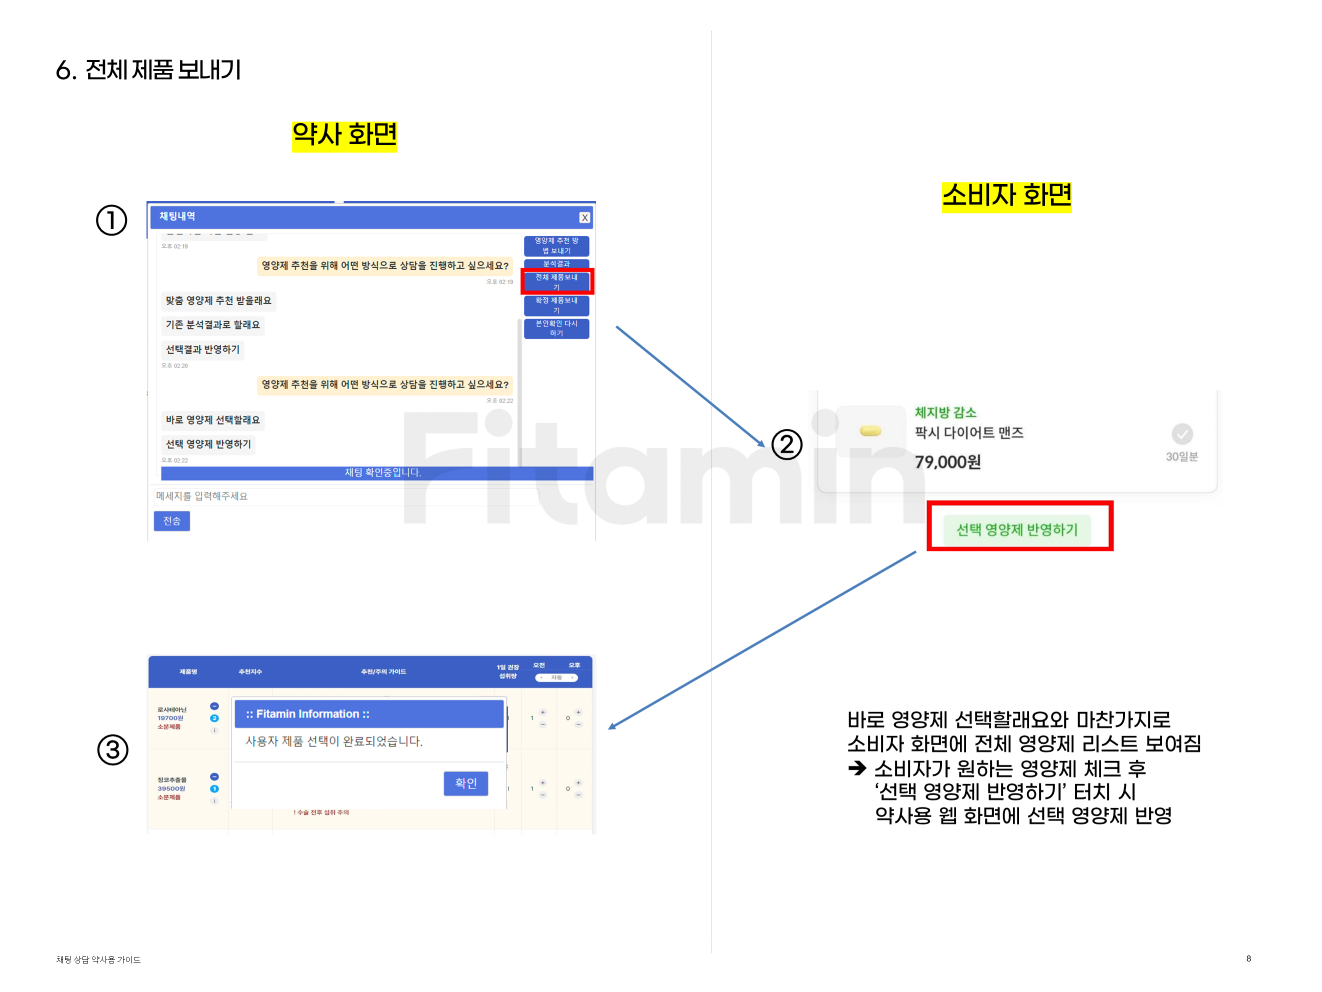 6. 전체 제품 보내기
약사 화면
소비자 화면
①
채팅내역
X
오후 02:19
영양제 추천을 위해 어떤 방식으로 상담을 진행하고 싶으세요?
오후 02:19
맞춤 영양제 추천 받을래요
기존 분석결과로 할래요
선택결과 반영하기
오후 02:20
영양제 추천을 위해 어떤 방식으로 상담을 진행하고 싶으세요?
오후 02:22
바로 영양제 선택할래요
선택 영양제 반영하기
오후 02:22
채팅 확인중입니다.
메세지를 입력해주세요
전송
영양제 추천 방
법 보내기
분석결과
전체 제품보내
기
확정 제품보내
기
본인확인 다시
하기
Fitamin
②
체지방 감소
팍시 다이어트 맨즈
79,000원
30일분
선택 영양제 반영하기
③
제품명
추천지수
추천/주의 가이드
1일 권장
섭취량
오전
오후
- 자동 -
로사테아닌
19700원
소분제품
3
1
0
:: Fitamin Information ::
사용자 제품 선택이 완료되었습니다.
확인
징코추출물
39500원
소분제품
1
1
0
! 수술 전후 섭취 주의
바로 영양제 선택할래요와 마찬가지로
소비자 화면에 전체 영양제 리스트 보여짐
➔ 소비자가 원하는 영양제 체크 후
‘선택 영양제 반영하기’ 터치 시
약사용 웹 화면에 선택 영양제 반영
채팅 상담 약사용 가이드
8